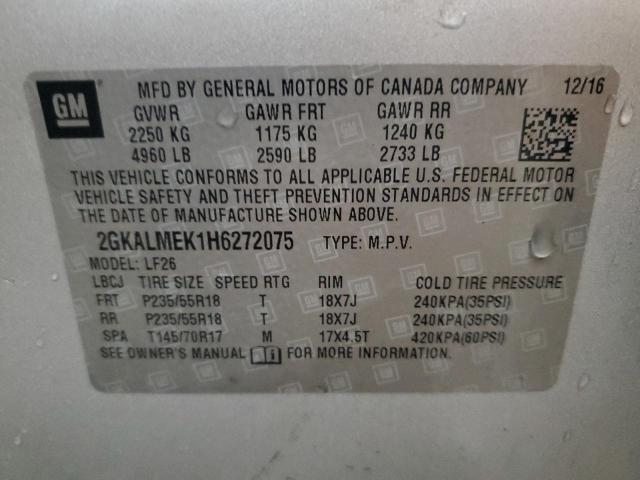 GM
MFD BY GENERAL MOTORS OF CANADA COMPANY 12/16
GVWR GAWR FRT GAWR RR
2250 KG 1175 KG 1240 KG
4960 LB 2590 LB 2733 LB
THIS VEHICLE CONFORMS TO ALL APPLICABLE U.S. FEDERAL MOTOR
VEHICLE SAFETY AND THEFT PREVENTION STANDARDS IN EFFECT ON
THE DATE OF MANUFACTURE SHOWN ABOVE.
2GKALMEK1H6272075 TYPE: M.P.V.
MODEL: LF26
LBCJ TIRE SIZE SPEED RTG RIM COLD TIRE PRESSURE
FRT P235/55R18 T 18X7J 240KPA(35PSI)
RR P235/55R18 T 18X7J 240KPA(35PSI)
SPA T145/70R17 M 17X4.5T 420KPA(60PSI)
SEE OWNER'S MANUAL FOR MORE INFORMATION.